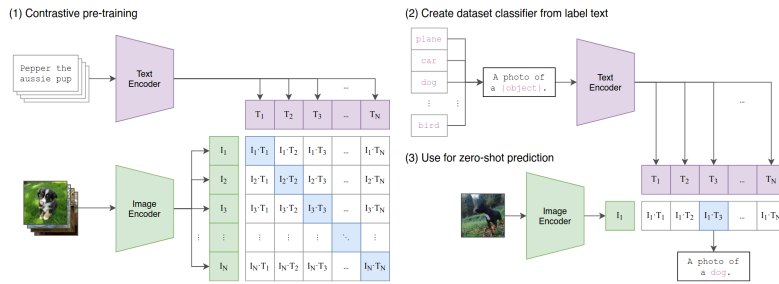 (1) Contrastive pre-training
Pepper the
aussie pup
Text
Encoder
...
T1 T2 T3 ... TN
I1 I1·T1 I1·T2 I1·T3 ... I1·TN
I2 I2·T1 I2·T2 I2·T3 ... I2·TN
Image
Encoder
I3 I3·T1 I3·T2 I3·T3 ... I3·TN
⋮ ⋮ ⋮ ⋮ ⋱ ⋮
IN IN·T1 IN·T2 IN·T3 ... IN·TN
(2) Create dataset classifier from label text
plane
car
dog
⋮ ⋮
bird
A photo of
a {object}.
Text
Encoder
...
(3) Use for zero-shot prediction
T1 T2 T3 ... TN
Image
Encoder
I1 I1·T1 I1·T2 I1·T3 ... I1·TN
A photo of
a dog.